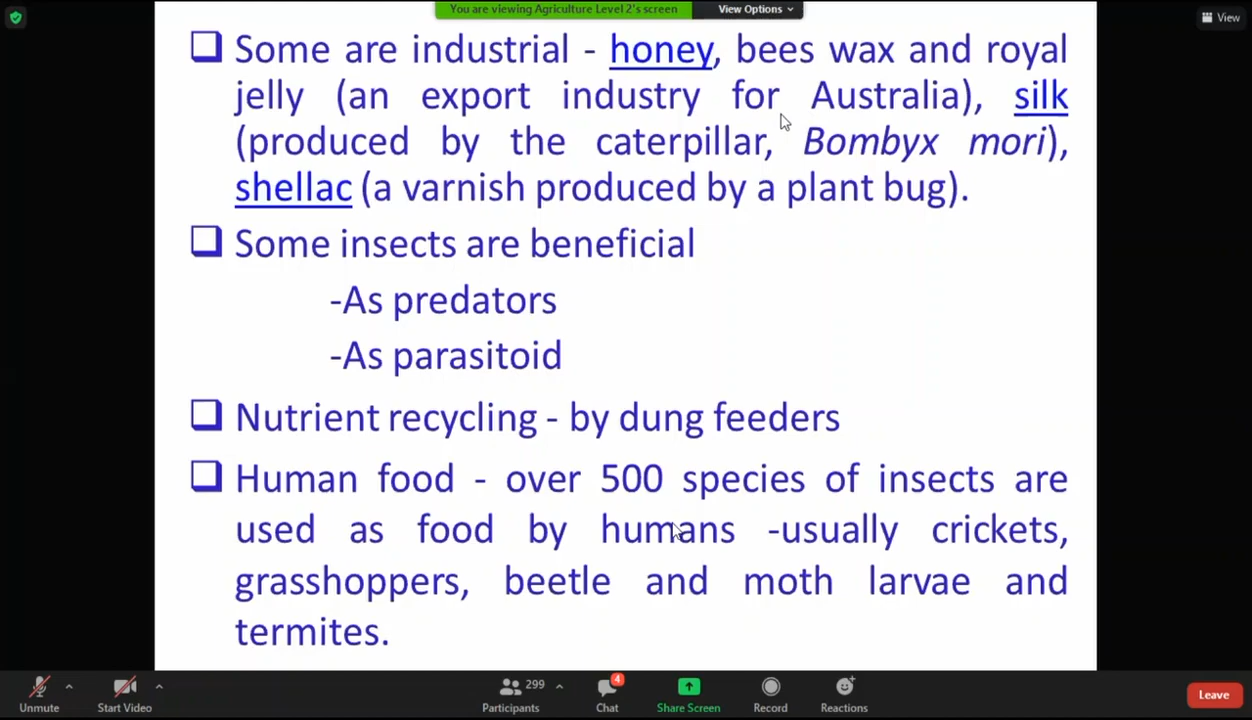 You are viewing Agriculture Level 2's screen
View Options
View
Some are industrial - honey, bees wax and royal
jelly (an export industry for Australia), silk
(produced by the caterpillar, Bombyx mori),
shellac (a varnish produced by a plant bug).
Some insects are beneficial
-As predators
-As parasitoid
Nutrient recycling - by dung feeders
Human food - over 500 species of insects are
used as food by humans -usually crickets,
grasshoppers, beetle and moth larvae and
termites.
299
4
Unmute
Start Video
Participants
Chat
Share Screen
Record
Reactions
Leave